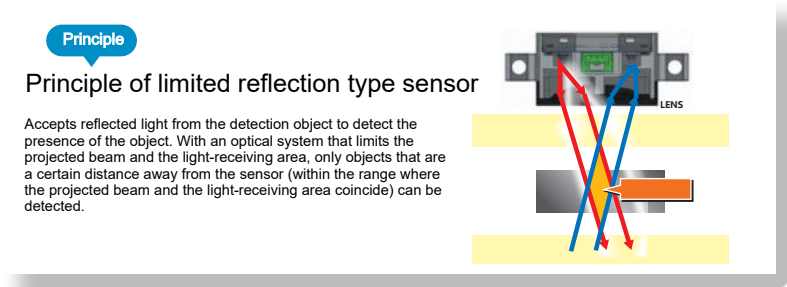 Principle
Principle of limited reflection type sensor
Accepts reflected light from the detection object to detect the
presence of the object. With an optical system that limits the
projected beam and the light-receiving area, only objects that are
a certain distance away from the sensor (within the range where
the projected beam and the light-receiving area coincide) can be
detected.
LENS